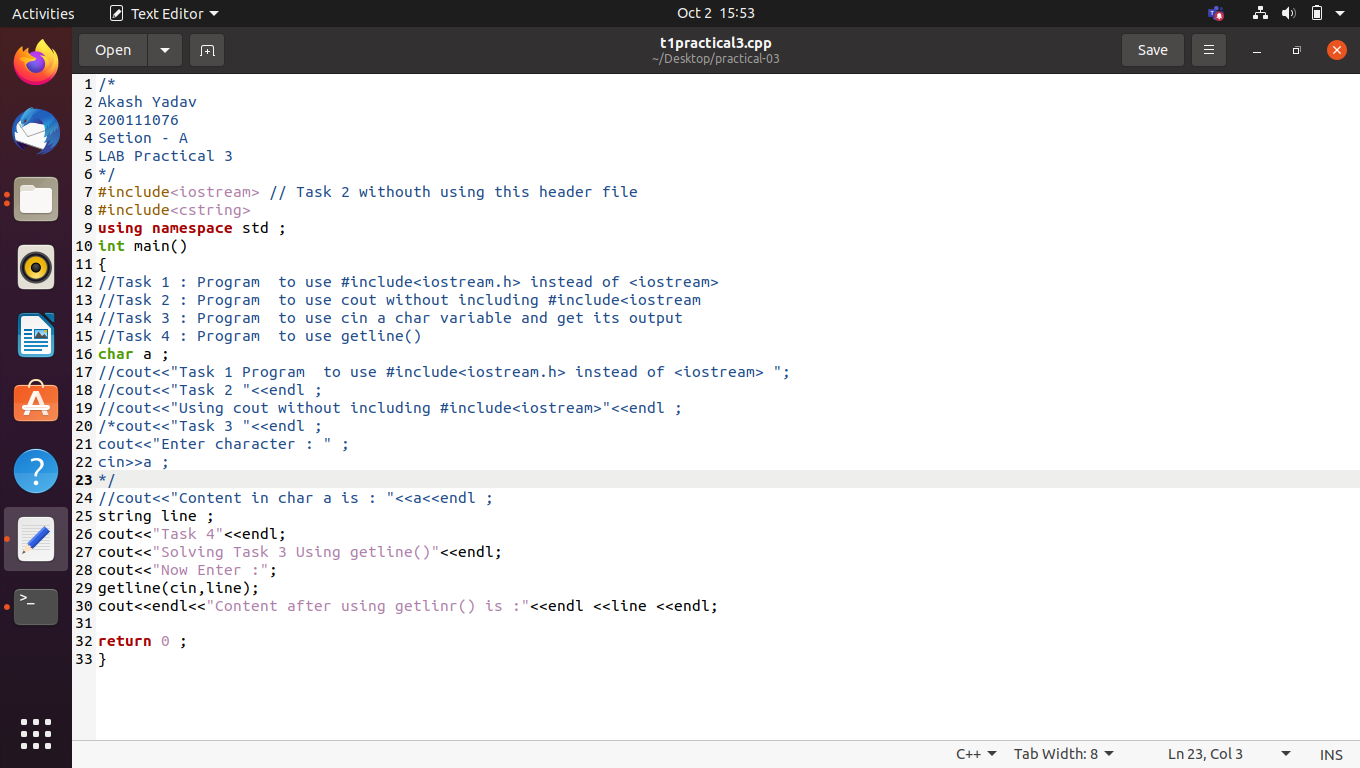 Activities Text Editor Oct 2 15:53
Open t1practical3.cpp Save
~/Desktop/practical-03
1 /*
2 Akash Yadav
3 200111076
4 Setion - A
5 LAB Practical 3
6 */
7 #include<iostream> // Task 2 withouth using this header file
8 #include<cstring>
9 using namespace std ;
10 int main()
11 {
12 //Task 1 : Program  to use #include<iostream.h> instead of <iostream>
13 //Task 2 : Program  to use cout without including #include<iostream
14 //Task 3 : Program  to use cin a char variable and get its output
15 //Task 4 : Program  to use getline()
16 char a ;
17 //cout<<"Task 1 Program  to use #include<iostream.h> instead of <iostream> ";
18 //cout<<"Task 2 "<<endl ;
19 //cout<<"Using cout without including #include<iostream>"<<endl ;
20 /*cout<<"Task 3 "<<endl ;
21 cout<<"Enter character : " ;
22 cin>>a ;
23 */
24 //cout<<"Content in char a is : "<<a<<endl ;
25 string line ;
26 cout<<"Task 4"<<endl;
27 cout<<"Solving Task 3 Using getline()"<<endl;
28 cout<<"Now Enter :";
29 getline(cin,line);
30 cout<<endl<<"Content after using getlinr() is :"<<endl <<line <<endl;
31
32 return 0 ;
33 }
C++ Tab Width: 8 Ln 23, Col 3 INS